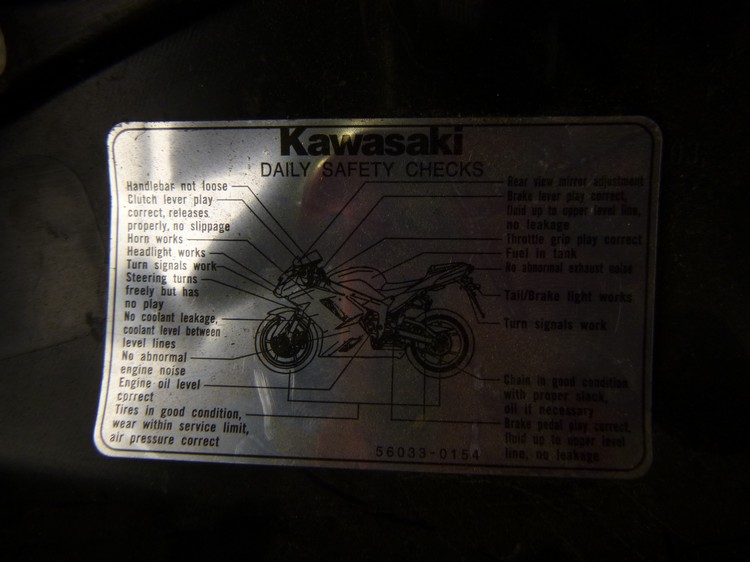 Kawasaki
DAILY SAFETY CHECKS
Handlebar not loose
Clutch lever play
correct, releases
properly, no slippage
Horn works
Headlight works
Turn signals work
Steering turns
freely but has
no play
No coolant leakage,
coolant level between
level lines
No abnormal
engine noise
Engine oil level
correct
Tires in good condition,
wear within service limit,
air pressure correct
Rear view mirror adjustment
Brake lever play correct,
fluid up to upper level line,
no leakage
Throttle grip play correct
Fuel in tank
No abnormal exhaust noise
Tail/Brake light works
Turn signals work
Chain in good condition
with proper slack,
oil if necessary
Brake pedal play correct,
fluid up to upper level
line, no leakage
56033-0154